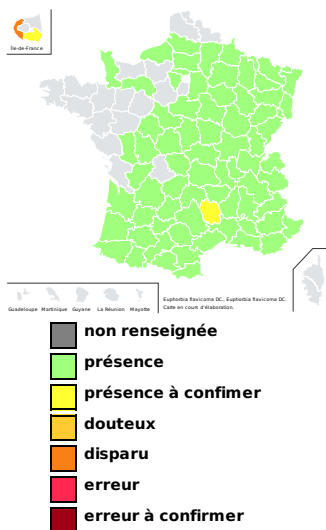 Île-de-France
Guadeloupe Martinique Guyane La Réunion Mayotte
Euphorbia flavicoma DC., Euphorbia flavicoma DC.
Carte en cours d'élaboration.
non renseignée
présence
présence à confimer
douteux
disparu
erreur
erreur à confirmer